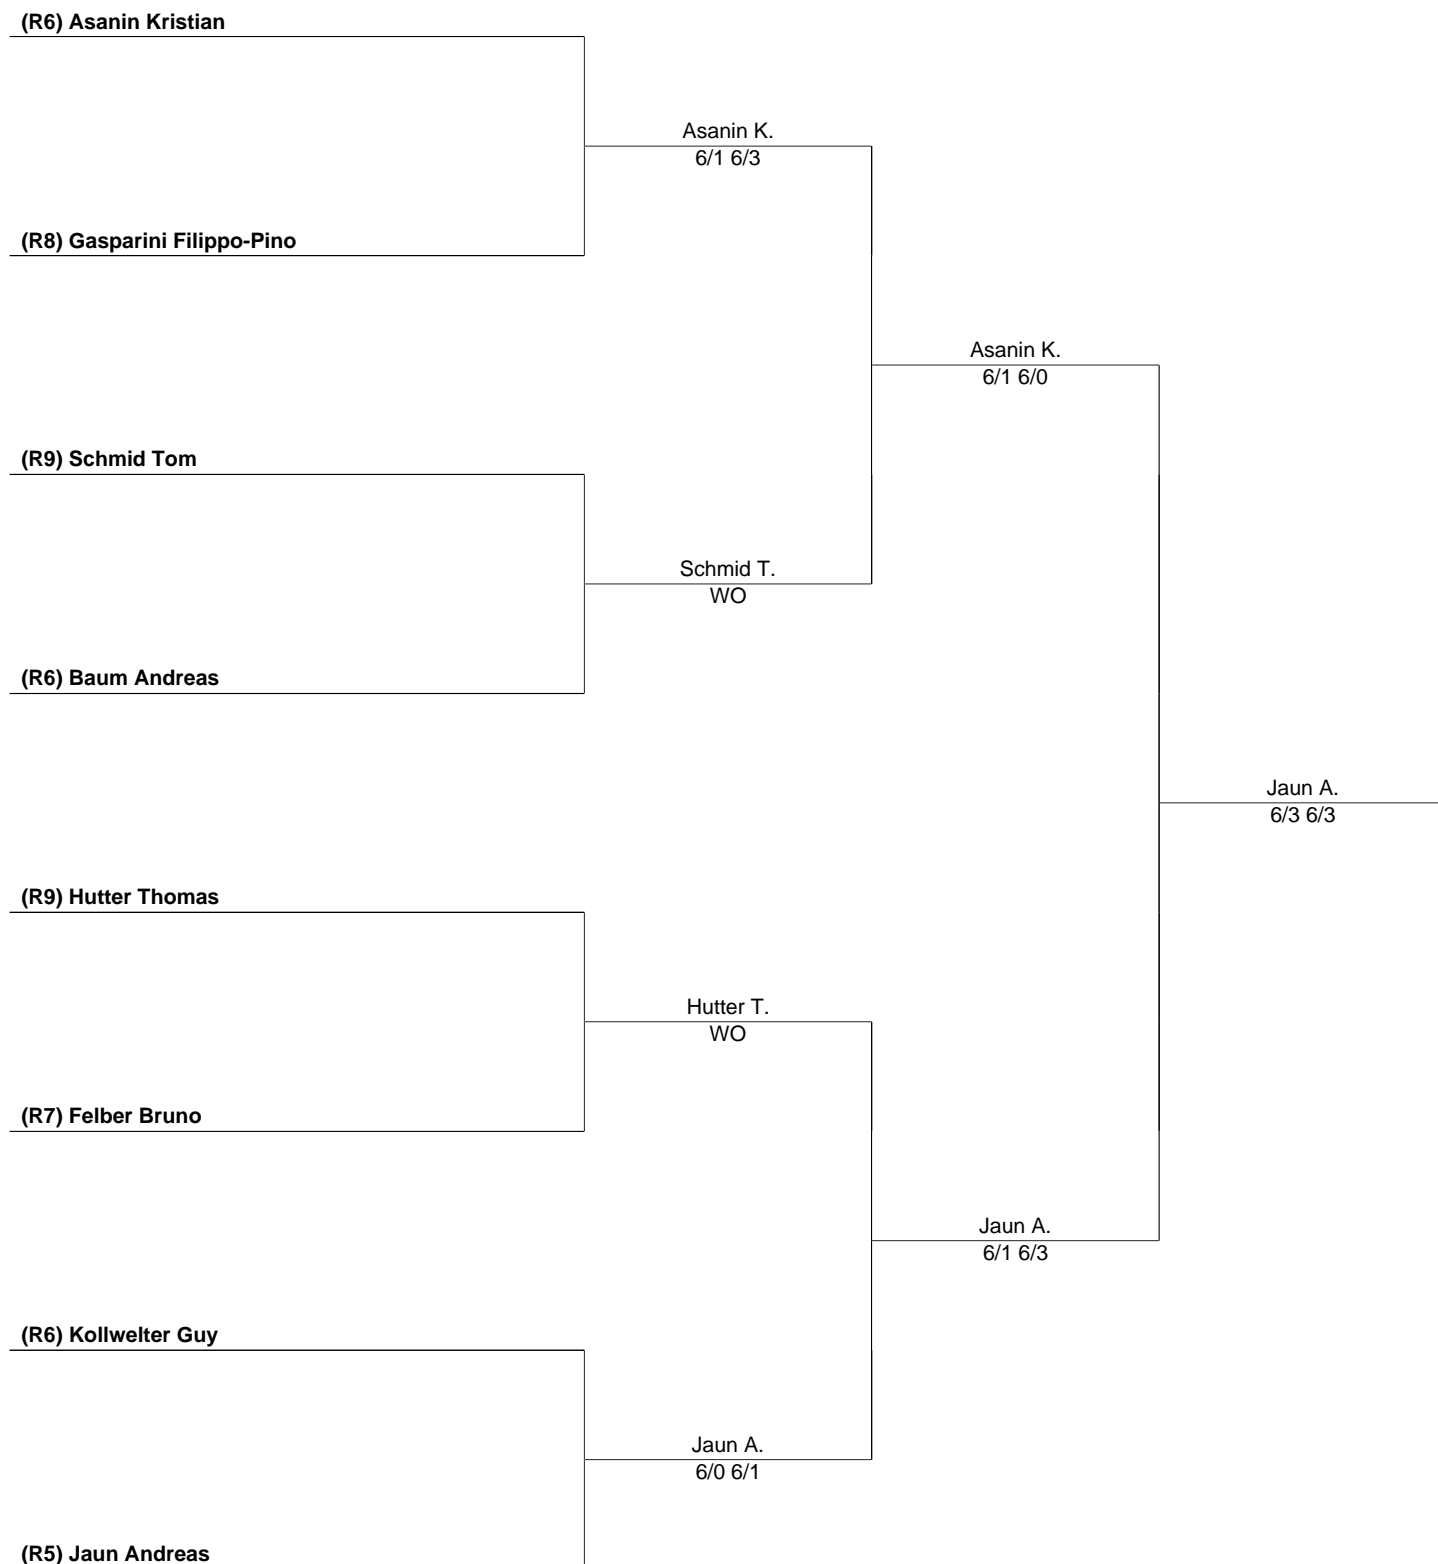 (R6) Asanin Kristian
Asanin K.
6/1 6/3
(R8) Gasparini Filippo-Pino
Asanin K.
6/1 6/0
(R9) Schmid Tom
Schmid T.
WO
(R6) Baum Andreas
Jaun A.
6/3 6/3
(R9) Hutter Thomas
Hutter T.
WO
(R7) Felber Bruno
Jaun A.
6/1 6/3
(R6) Kollwelter Guy
Jaun A.
6/0 6/1
(R5) Jaun Andreas